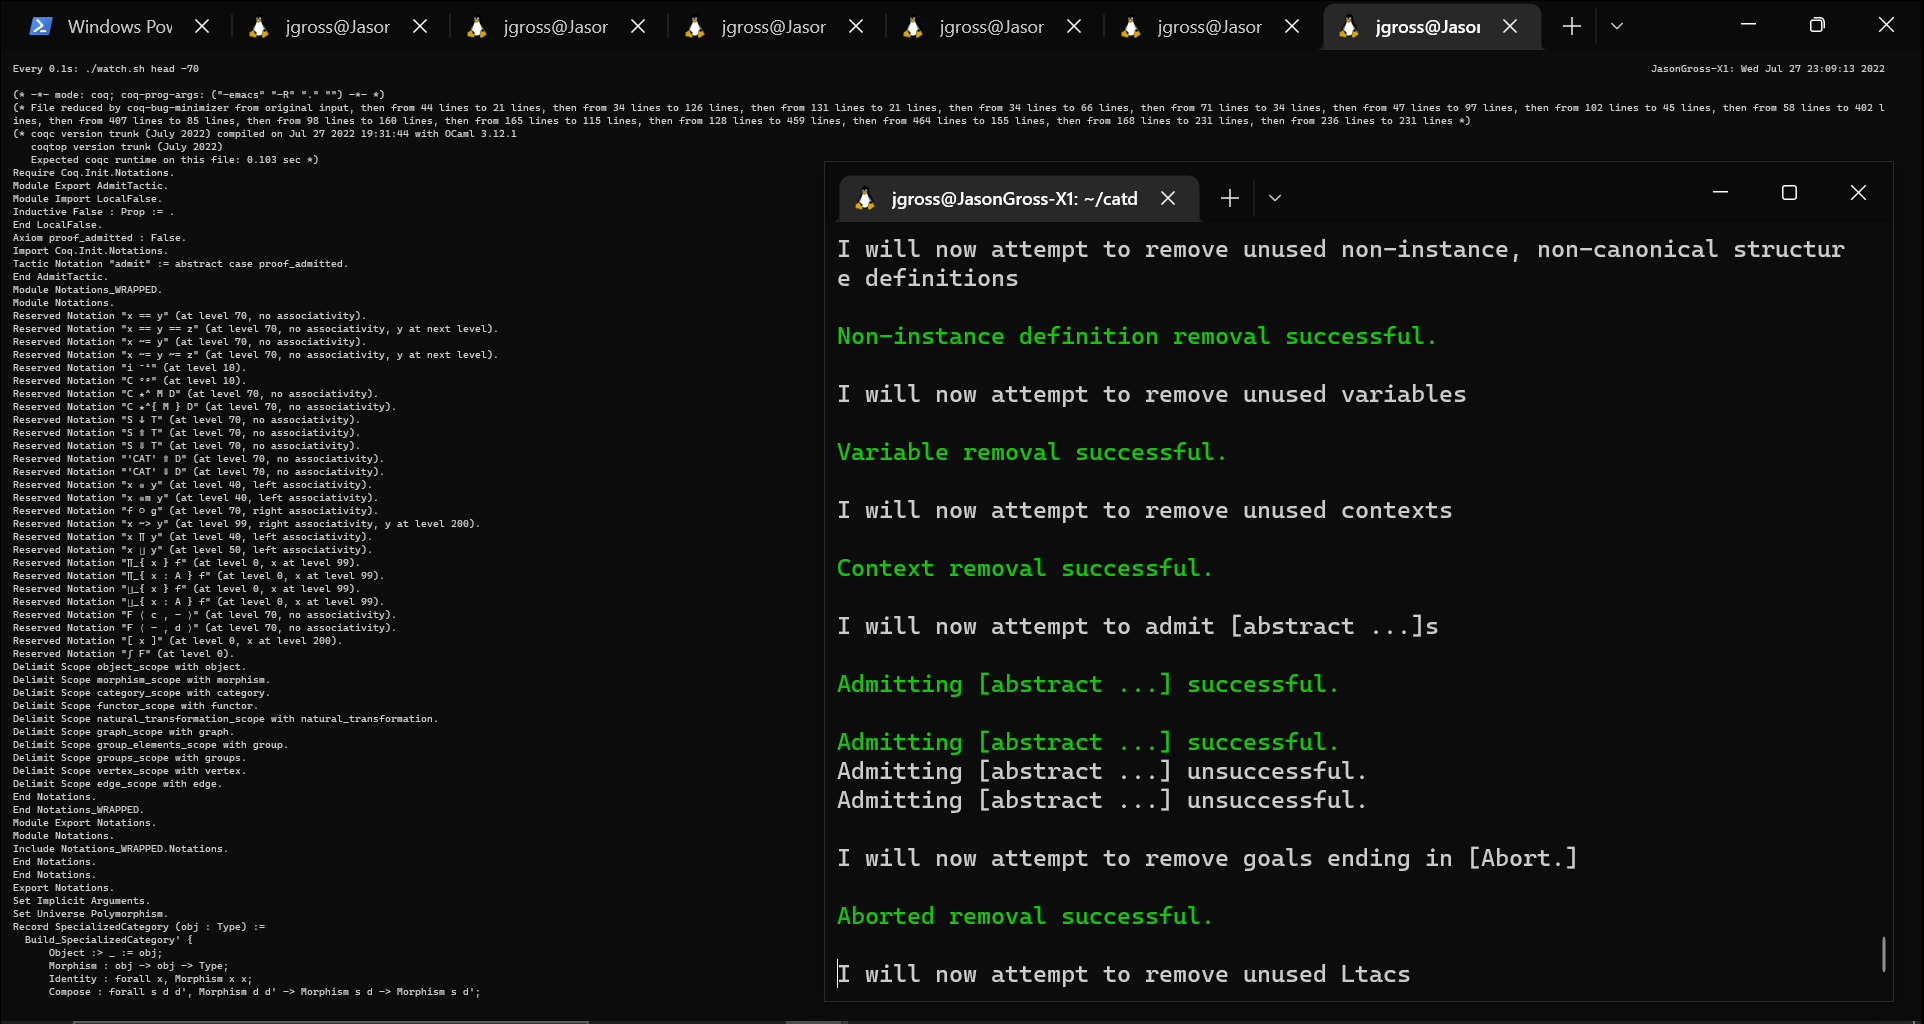 Windows Pow
jgross@Jasor
jgross@Jasor
jgross@Jasor
jgross@Jasor
jgross@Jasor
jgross@Jasor
Every 0.1s: ./watch.sh head -70
JasonGross-X1: Wed Jul 27 23:09:13 2022
(* -*- mode: coq; coq-prog-args: ("-emacs" "-R" "." "") -*- *)
(* File reduced by coq-bug-minimizer from original input, then from 44 lines to 21 lines, then from 34 lines to 126 lines, then from 131 lines to 21 lines, then from 34 lines to 66 lines, then from 71 lines to 34 lines, then from 47 lines to 97 lines, then from 102 lines to 45 lines, then from 58 lines to 402 l
ines, then from 407 lines to 85 lines, then from 98 lines to 160 lines, then from 165 lines to 115 lines, then from 128 lines to 459 lines, then from 464 lines to 155 lines, then from 168 lines to 231 lines, then from 236 lines to 231 lines *)
(* coqc version trunk (July 2022) compiled on Jul 27 2022 19:31:44 with OCaml 3.12.1
coqtop version trunk (July 2022)
Expected coqc runtime on this file: 0.103 sec *)
Require Coq.Init.Notations.
Module Export AdmitTactic.
Module Import LocalFalse.
Inductive False : Prop := .
End LocalFalse.
Axiom proof_admitted : False.
Import Coq.Init.Notations.
Tactic Notation "admit" := abstract case proof_admitted.
End AdmitTactic.
Module Notations_WRAPPED.
Module Notations.
Reserved Notation "x == y" (at level 70, no associativity).
Reserved Notation "x == y == z" (at level 70, no associativity, y at next level).
Reserved Notation "x ~= y" (at level 70, no associativity).
Reserved Notation "x ~= y ~= z" (at level 70, no associativity, y at next level).
Reserved Notation "i ⁻¹" (at level 10).
Reserved Notation "C ᵒᵖ" (at level 10).
Reserved Notation "C ★^ M D" (at level 70, no associativity).
Reserved Notation "C ★^{ M } D" (at level 70, no associativity).
Reserved Notation "S ↓ T" (at level 70, no associativity).
Reserved Notation "S ⇑ T" (at level 70, no associativity).
Reserved Notation "S ⇓ T" (at level 70, no associativity).
Reserved Notation "'CAT' ⇑ D" (at level 70, no associativity).
Reserved Notation "'CAT' ⇓ D" (at level 70, no associativity).
Reserved Notation "x ⊗ y" (at level 40, left associativity).
Reserved Notation "x ⊗m y" (at level 40, left associativity).
Reserved Notation "f ○ g" (at level 70, right associativity).
Reserved Notation "x ~> y" (at level 99, right associativity, y at level 200).
Reserved Notation "x ∏ y" (at level 40, left associativity).
Reserved Notation "x ∐ y" (at level 50, left associativity).
Reserved Notation "∏_{ x } f" (at level 0, x at level 99).
Reserved Notation "∏_{ x : A } f" (at level 0, x at level 99).
Reserved Notation "∐_{ x } f" (at level 0, x at level 99).
Reserved Notation "∐_{ x : A } f" (at level 0, x at level 99).
Reserved Notation "F ⟨ c , - ⟩" (at level 70, no associativity).
Reserved Notation "F ⟨ - , d ⟩" (at level 70, no associativity).
Reserved Notation "[ x ]" (at level 0, x at level 200).
Reserved Notation "∫ F" (at level 0).
Delimit Scope object_scope with object.
Delimit Scope morphism_scope with morphism.
Delimit Scope category_scope with category.
Delimit Scope functor_scope with functor.
Delimit Scope natural_transformation_scope with natural_transformation.
Delimit Scope graph_scope with graph.
Delimit Scope group_elements_scope with group.
Delimit Scope groups_scope with groups.
Delimit Scope vertex_scope with vertex.
Delimit Scope edge_scope with edge.
End Notations.
End Notations_WRAPPED.
Module Export Notations.
Module Notations.
Include Notations_WRAPPED.Notations.
End Notations.
End Notations.
Export Notations.
Set Implicit Arguments.
Set Universe Polymorphism.
Record SpecializedCategory (obj : Type) :=
Build_SpecializedCategory' {
Object :> _ := obj;
Morphism : obj -> obj -> Type;
Identity : forall x, Morphism x x;
Compose : forall s d d', Morphism d d' -> Morphism s d -> Morphism s d';
jgross@JasonGross-X1: ~/catd
I will now attempt to remove unused non-instance, non-canonical structur
e definitions
Non-instance definition removal successful.
I will now attempt to remove unused variables
Variable removal successful.
I will now attempt to remove unused contexts
Context removal successful.
I will now attempt to admit [abstract ...]s
Admitting [abstract ...] successful.
Admitting [abstract ...] successful.
Admitting [abstract ...] unsuccessful.
Admitting [abstract ...] unsuccessful.
I will now attempt to remove goals ending in [Abort.]
Aborted removal successful.
I will now attempt to remove unused Ltacs